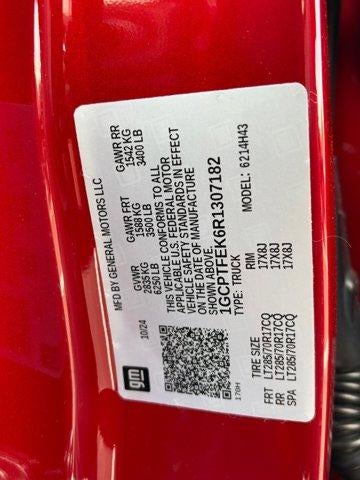 gm
MFD BY GENERAL MOTORS LLC
10/24
GVWR
2835 KG
6250 LB
GAWR FRT
1588 KG
3500 LB
GAWR RR
1542 KG
3400 LB
THIS VEHICLE CONFORMS TO ALL
APPLICABLE U.S. FEDERAL MOTOR
VEHICLE SAFETY STANDARDS IN EFFECT
ON THE DATE OF MANUFACTURE
SHOWN ABOVE.
1GCPTFEK6R1307182
TYPE: TRUCK
MODEL: 6214H43
170H
TIRE SIZE RIM
FRT LT285/70R17CQ 17X8J
RR LT285/70R17CQ 17X8J
SPA LT285/70R17CQ 17X8J